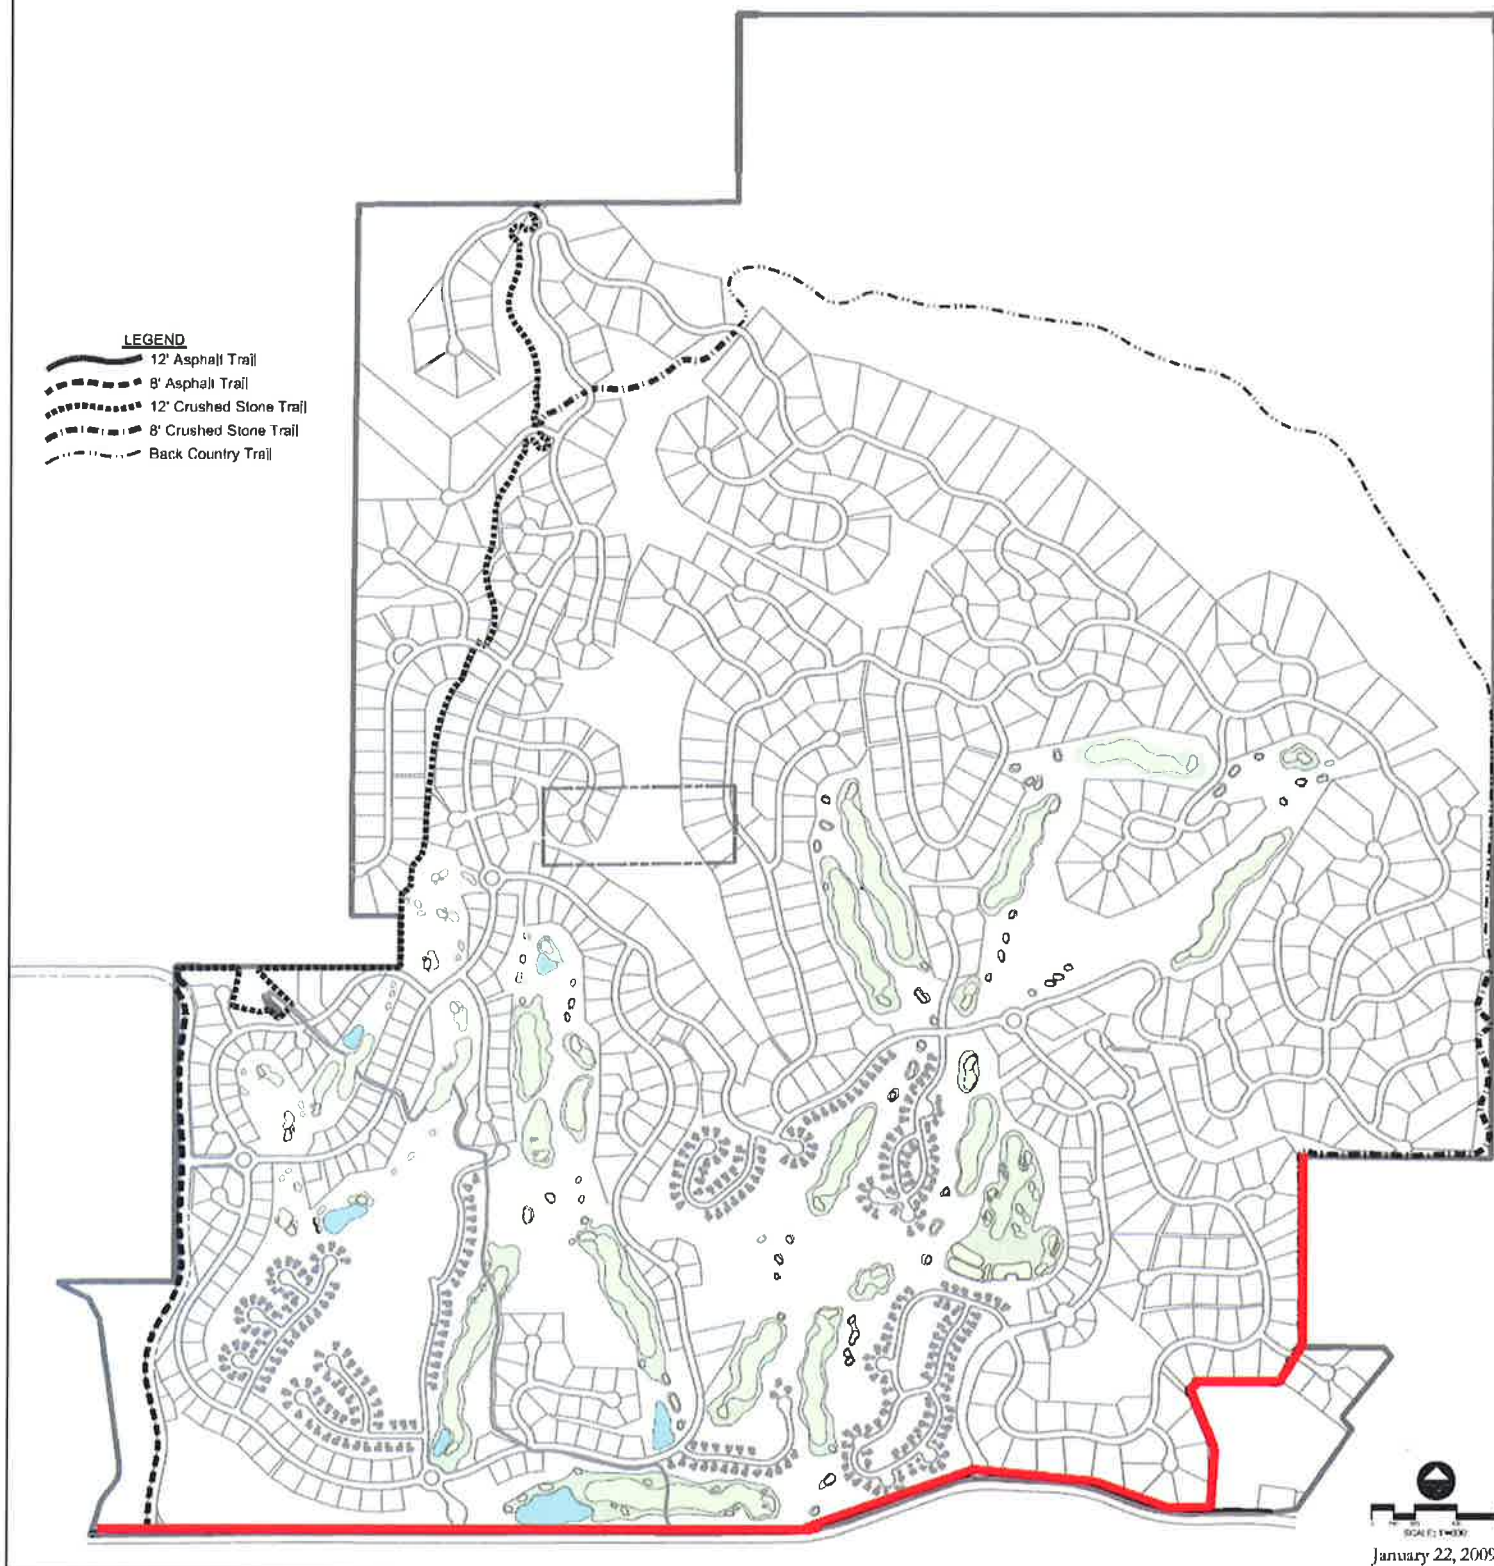 LEGEND
12' Asphalt Trail
8' Asphalt Trail
12' Crushed Stone Trail
8' Crushed Stone Trail
Back Country Trail
January 22, 2009